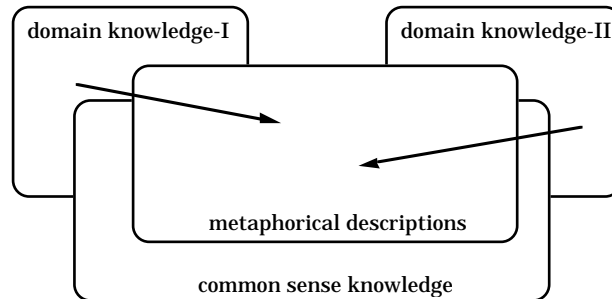 domain knowledge-I
domain knowledge-II
metaphorical descriptions
common sense knowledge